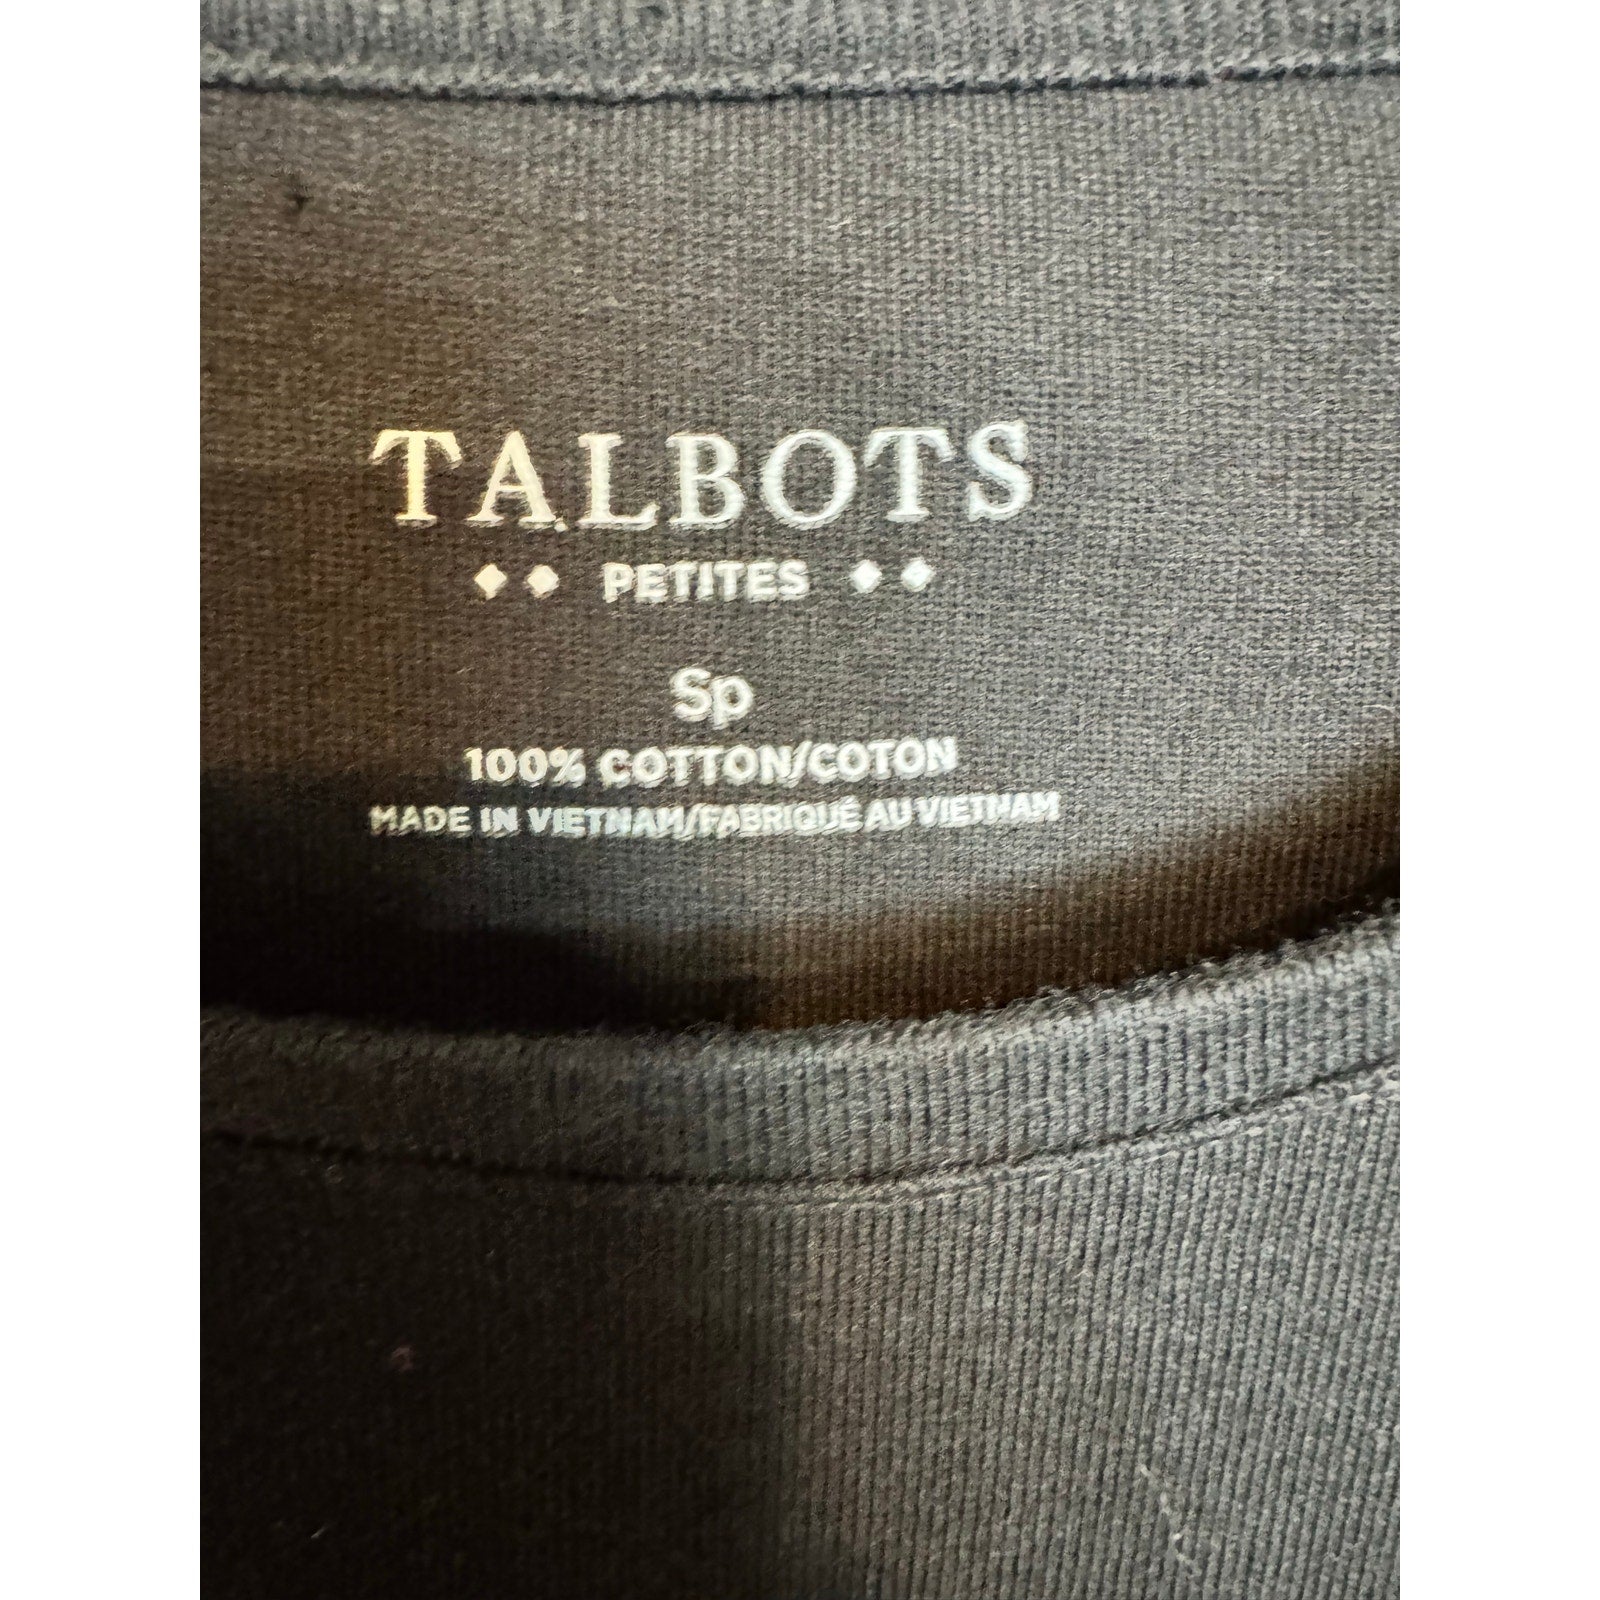 TALBOTS
PETITES
Sp
100% COTTON/COTON
MADE IN VIETNAM/FABRIQUÉ AU VIETNAM